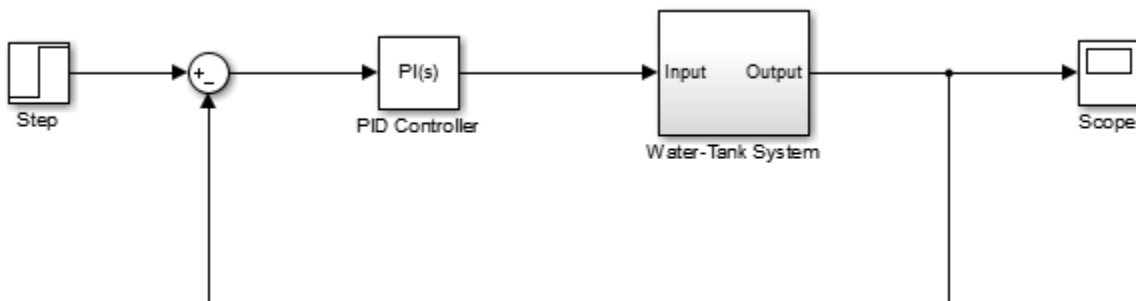 Step
+
−
PI(s)
PID Controller
Input Output
Water-Tank System
Scope